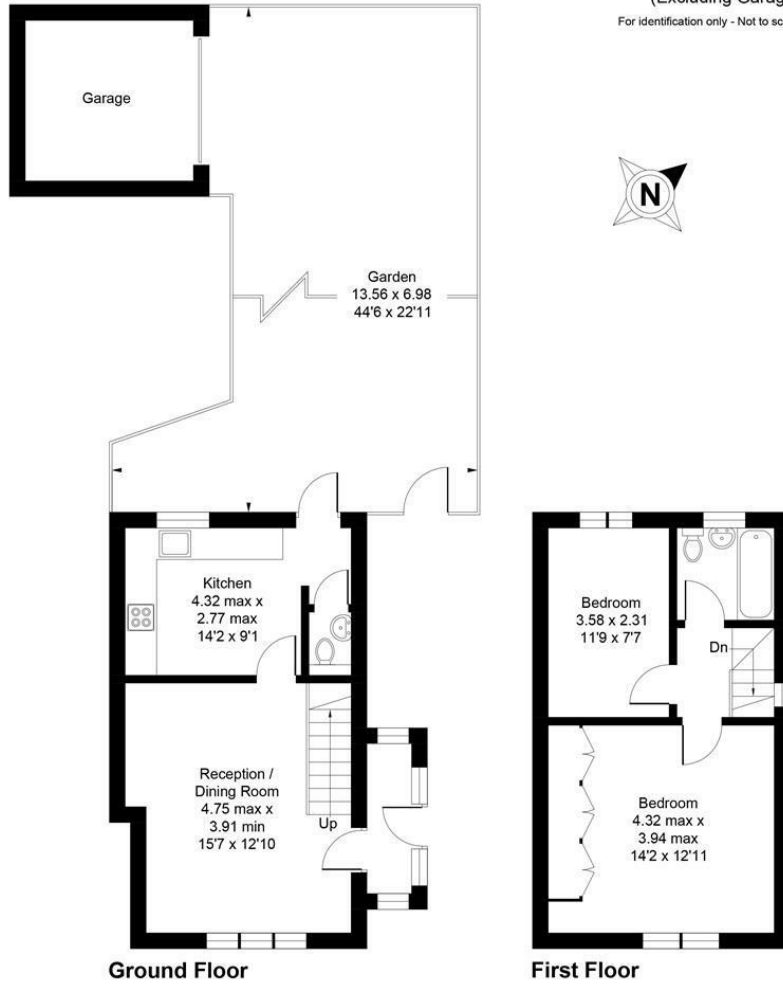 (Excluding Garag
For identification only - Not to sc
Garage
N
Garden
13.56 x 6.98
44'6 x 22'11
Kitchen
4.32 max x
2.77 max
14'2 x 9'1
Reception /
Dining Room
4.75 max x
3.91 min
15'7 x 12'10
Up
Ground Floor
Bedroom
3.58 x 2.31
11'9 x 7'7
Dn
Bedroom
4.32 max x
3.94 max
14'2 x 12'11
First Floor